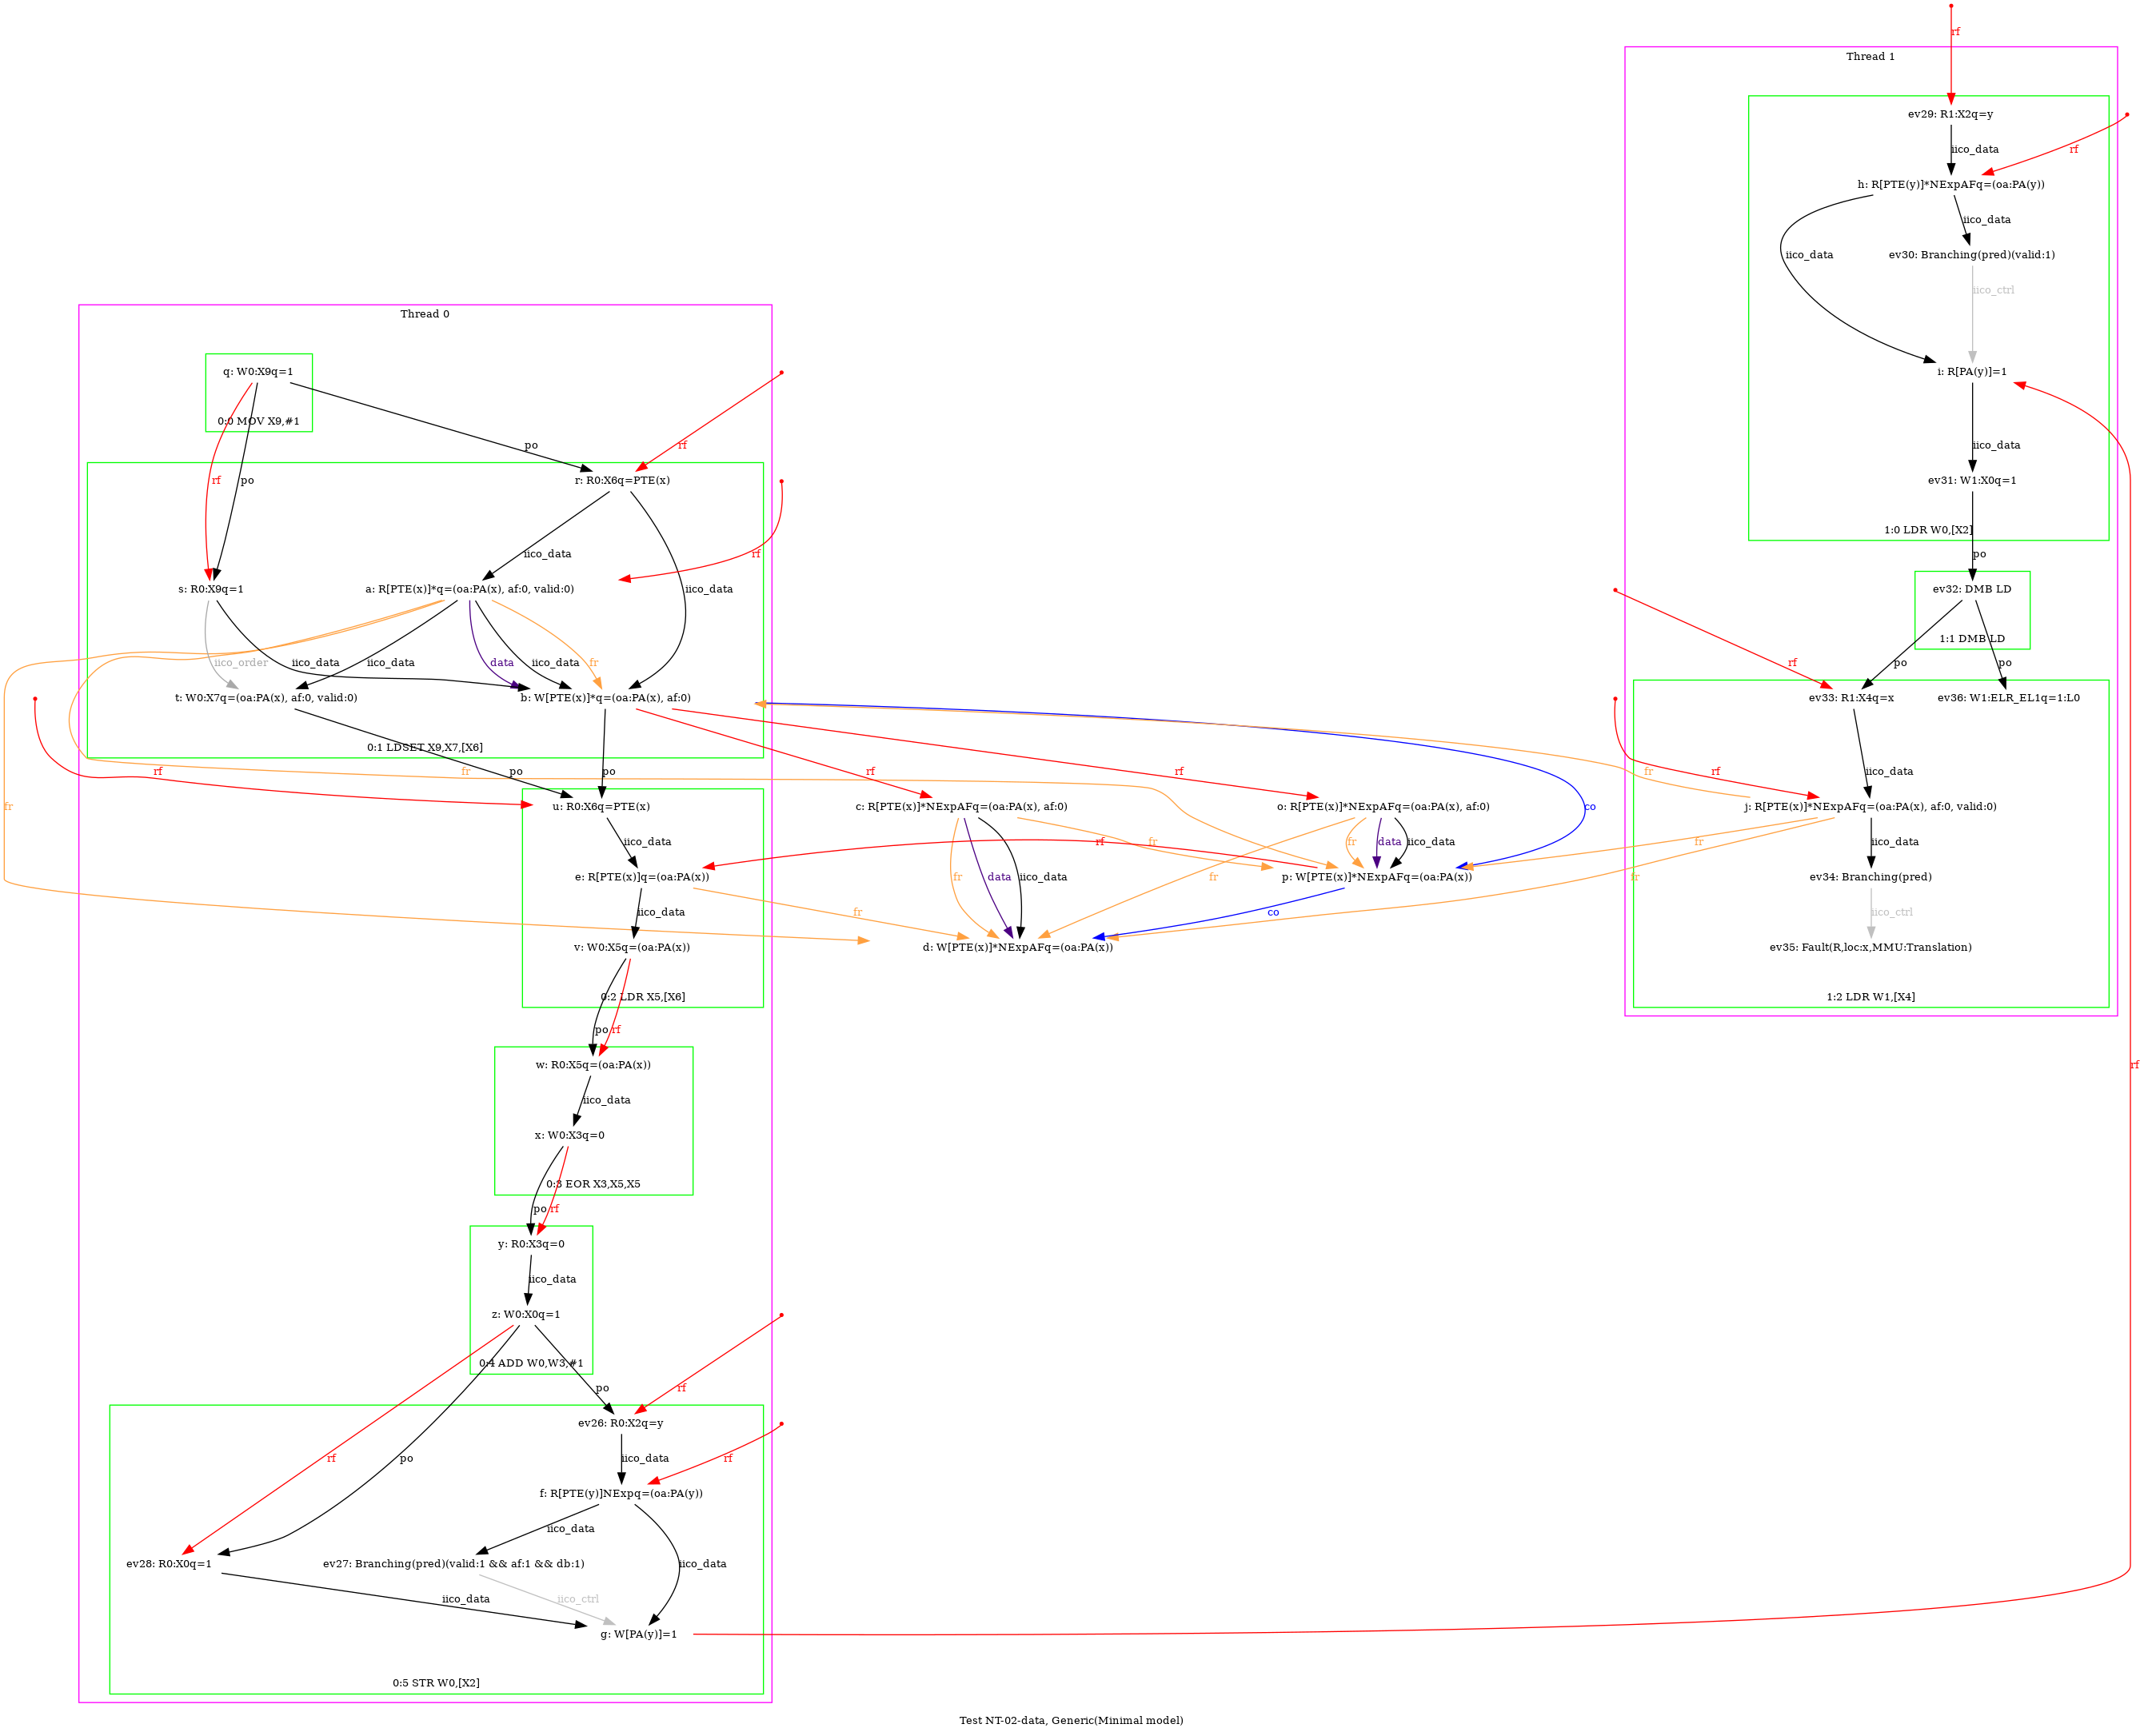 rf
Thread 1
ev29: R1:X2q=y
iico_data
rf
h: R[PTE(y)]*NExpAFq=(oa:PA(y))
iico_data
iico_data
ev30: Branching(pred)(valid:1)
iico_ctrl
i: R[PA(y)]=1
iico_data
ev31: W1:X0q=1
1:0 LDR W0,[X2]
po
ev32: DMB LD
1:1 DMB LD
po
po
rf
ev33: R1:X4q=x
ev36: W1:ELR_EL1q=1:L0
iico_data
rf
j: R[PTE(x)]*NExpAFq=(oa:PA(x), af:0, valid:0)
iico_data
ev34: Branching(pred)
iico_ctrl
ev35: Fault(R,loc:x,MMU:Translation)
1:2 LDR W1,[X4]
Thread 0
q: W0:X9q=1
0:0 MOV X9,#1
po
rf
rf
po
r: R0:X6q=PTE(x)
iico_data
rf
s: R0:X9q=1
a: R[PTE(x)]*q=(oa:PA(x), af:0, valid:0)
iico_data
iico_order
iico_data
iico_data
data
iico_data
fr
t: W0:X7q=(oa:PA(x), af:0, valid:0)
b: W[PTE(x)]*q=(oa:PA(x), af:0)
0:1 LDSET X9,X7,[X6]
rf
fr
po
po
rf
rf
fr
fr
u: R0:X6q=PTE(x)
c: R[PTE(x)]*NExpAFq=(oa:PA(x), af:0)
o: R[PTE(x)]*NExpAFq=(oa:PA(x), af:0)
co
iico_data
rf
fr
fr
data
iico_data
fr
e: R[PTE(x)]q=(oa:PA(x))
fr
data
iico_data
fr
p: W[PTE(x)]*NExpAFq=(oa:PA(x))
fr
iico_data
fr
co
v: W0:X5q=(oa:PA(x))
d: W[PTE(x)]*NExpAFq=(oa:PA(x))
0:2 LDR X5,[X6]
po
rf
w: R0:X5q=(oa:PA(x))
iico_data
rf
x: W0:X3q=0
0:3 EOR X3,X5,X5
po
rf
y: R0:X3q=0
iico_data
z: W0:X0q=1
0:4 ADD W0,W3,#1
po
rf
ev26: R0:X2q=y
rf
po
iico_data
rf
f: R[PTE(y)]NExpq=(oa:PA(y))
iico_data
ev28: R0:X0q=1
ev27: Branching(pred)(valid:1 && af:1 && db:1)
iico_data
iico_data
iico_ctrl
g: W[PA(y)]=1
0:5 STR W0,[X2]
Test NT-02-data, Generic(Minimal model)